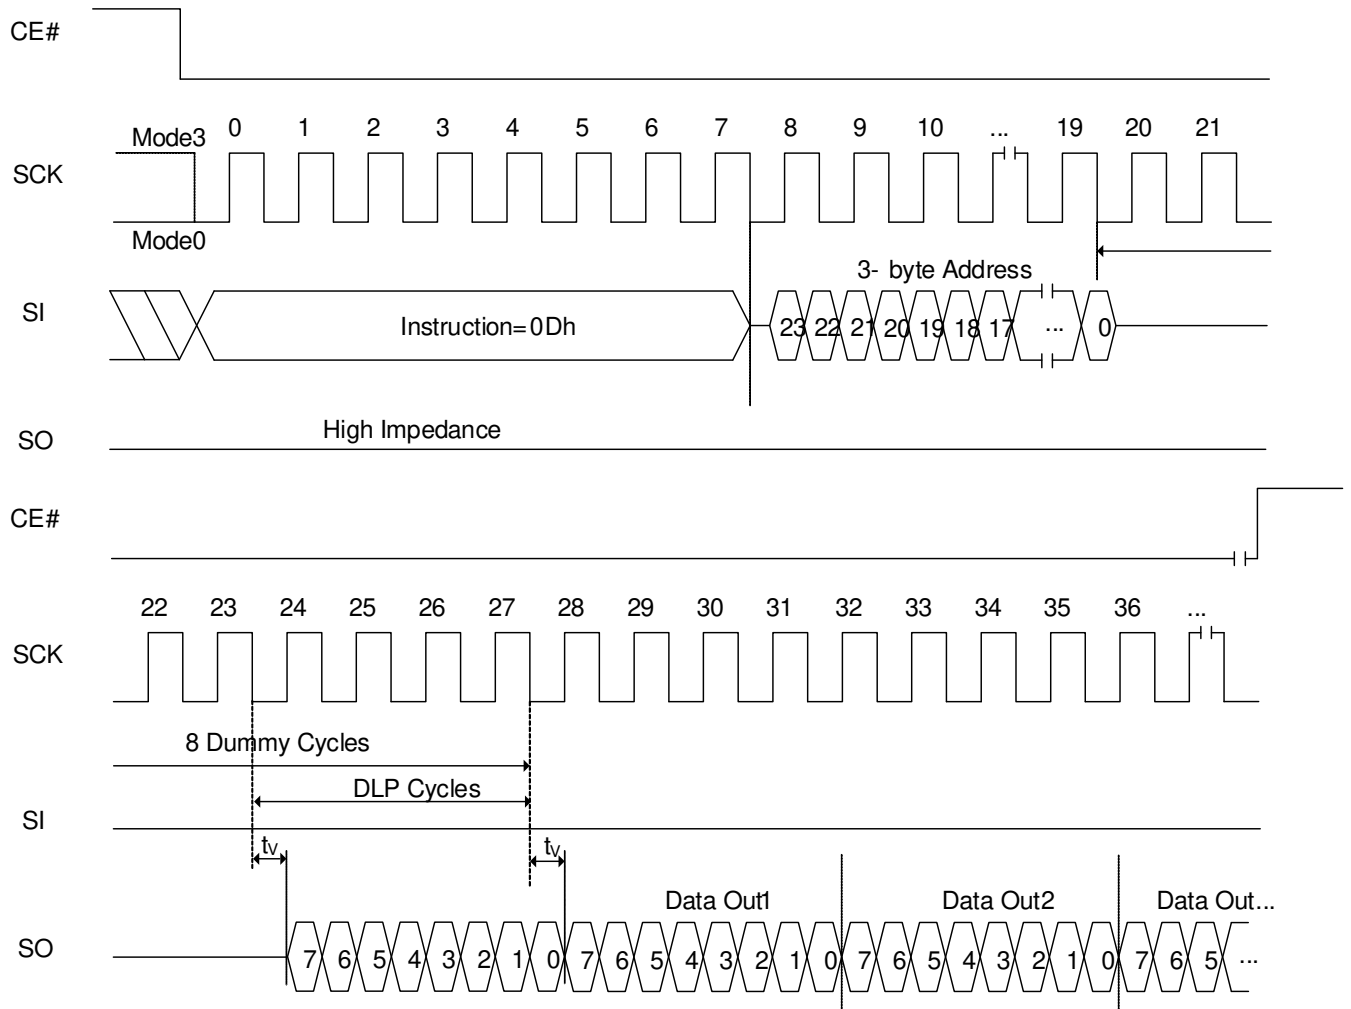 CE#
0 1 2 3 4 5 6 7 8 9 10 ... 19 20 21
Mode3
SCK
Mode0
3- byte Address
SI
Instruction= 0Dh
23 22 21 20 19 18 17 ... 0
High Impedance
SO
CE#
22 23 24 25 26 27 28 29 30 31 32 33 34 35 36 ...
SCK
8 Dummy Cycles
DLP Cycles
SI
tV tV
Data Out1 Data Out2 Data Out...
SO
7 6 5 4 3 2 1 0 7 6 5 4 3 2 1 0 7 6 5 4 3 2 1 0 7 6 5 ...